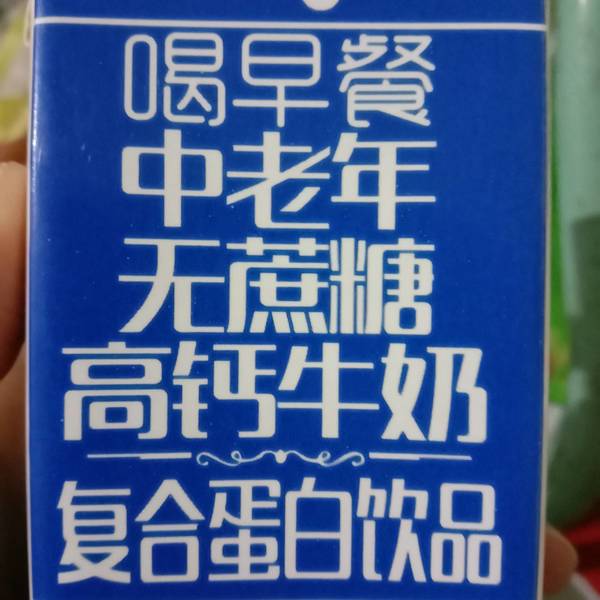 喝早餐
中老年
无蔗糖
高钙牛奶
复合蛋白饮品